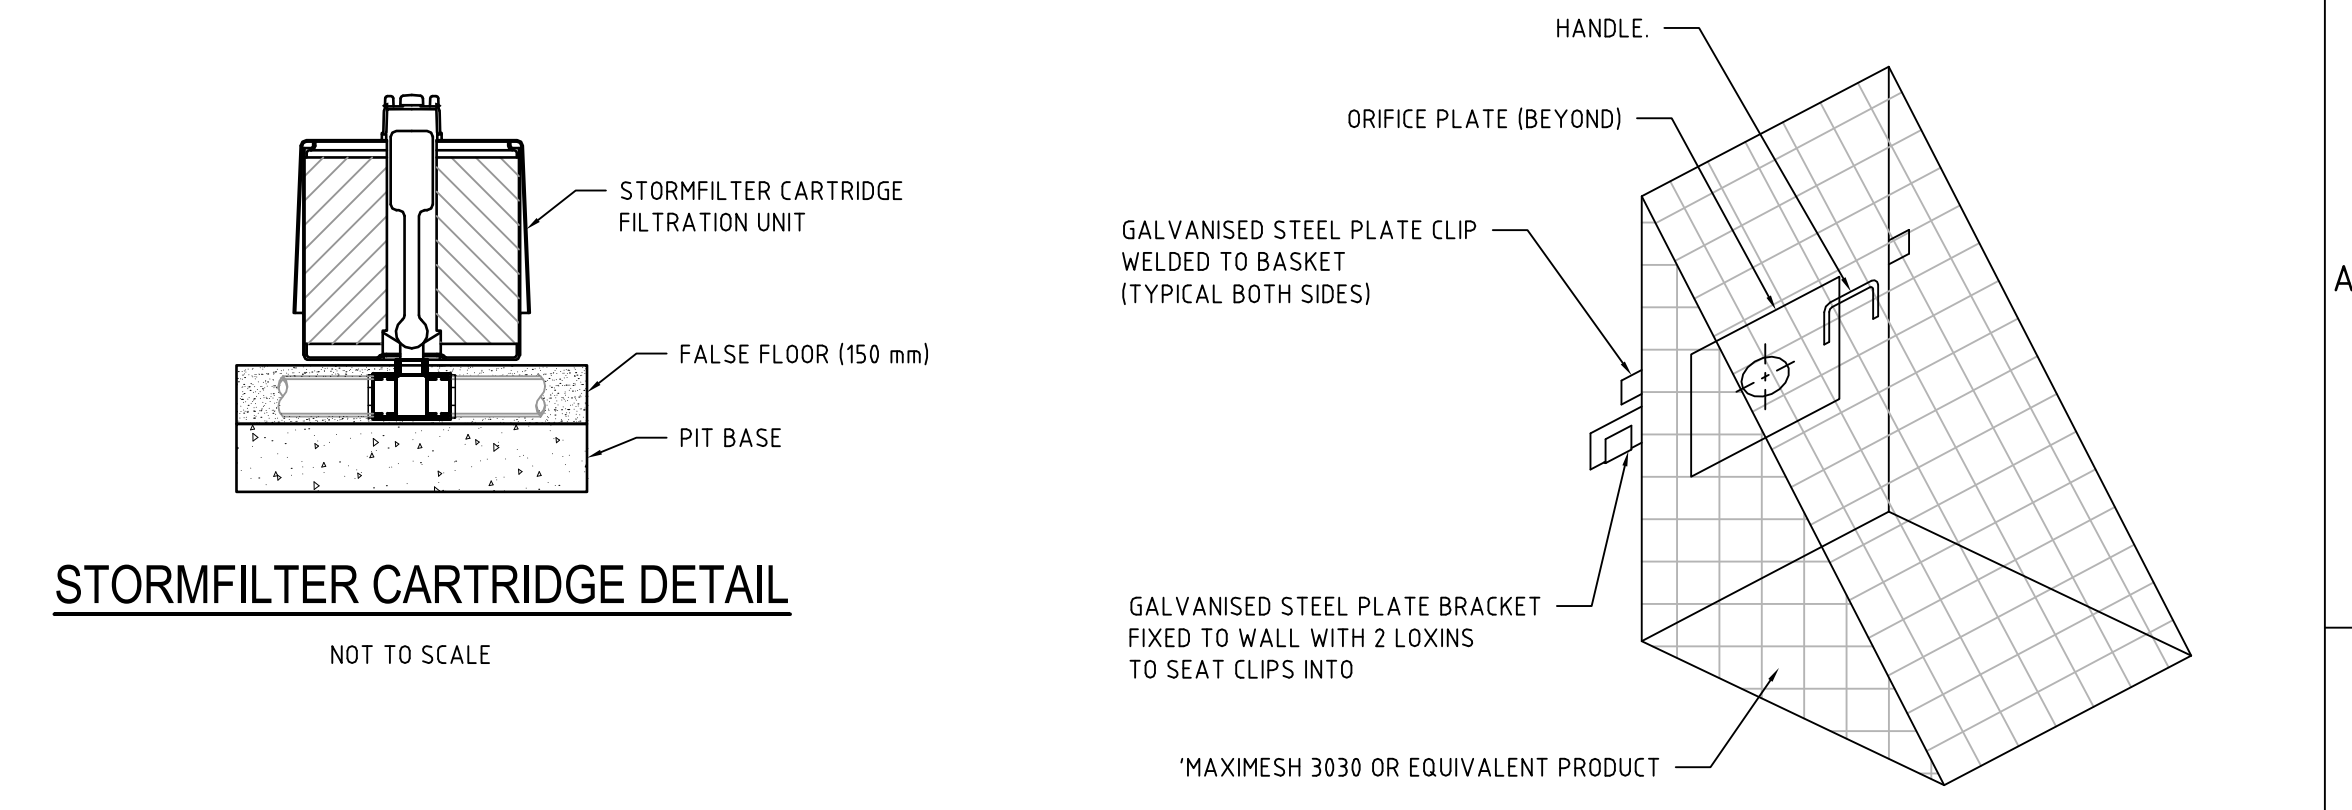 STORMFILTER CARTRIDGE
FILTRATION UNIT
FALSE FLOOR (150 mm)
PIT BASE
STORMFILTER CARTRIDGE DETAIL
NOT TO SCALE
HANDLE.
ORIFICE PLATE (BEYOND)
GALVANISED STEEL PLATE CLIP
WELDED TO BASKET
(TYPICAL BOTH SIDES)
GALVANISED STEEL PLATE BRACKET
FIXED TO WALL WITH 2 LOXINS
TO SEAT CLIPS INTO
'MAXIMESH 3030 OR EQUIVALENT PRODUCT
A